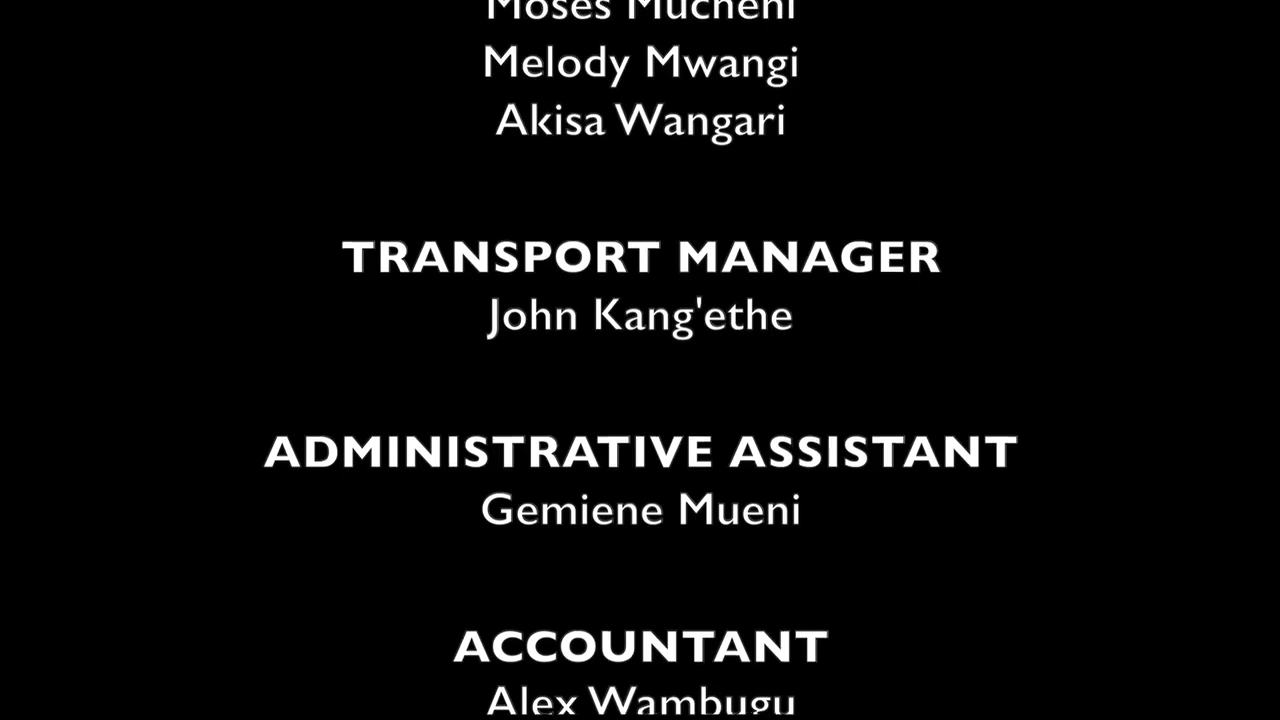 Moses Mucheni
Melody Mwangi
Akisa Wangari
TRANSPORT MANAGER
John Kang'ethe
ADMINISTRATIVE ASSISTANT
Gemiene Mueni
ACCOUNTANT
Alex Wambugu